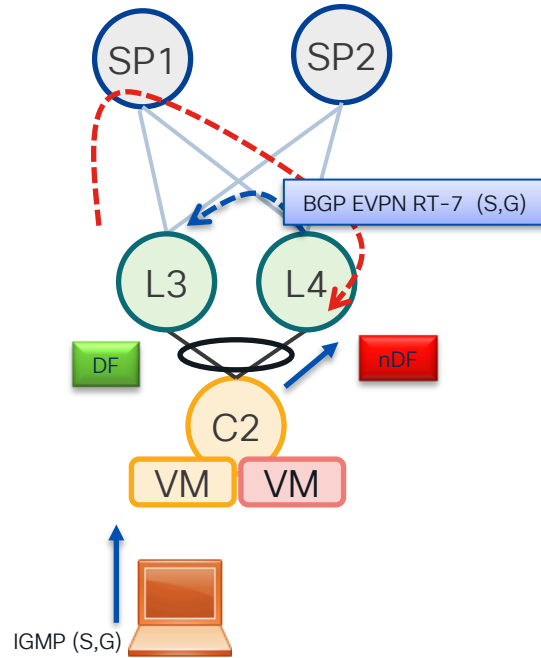 SP1
SP2
BGP EVPN RT-7 (S,G)
L3
L4
DF
nDF
C2
VM
VM
IGMP (S,G)